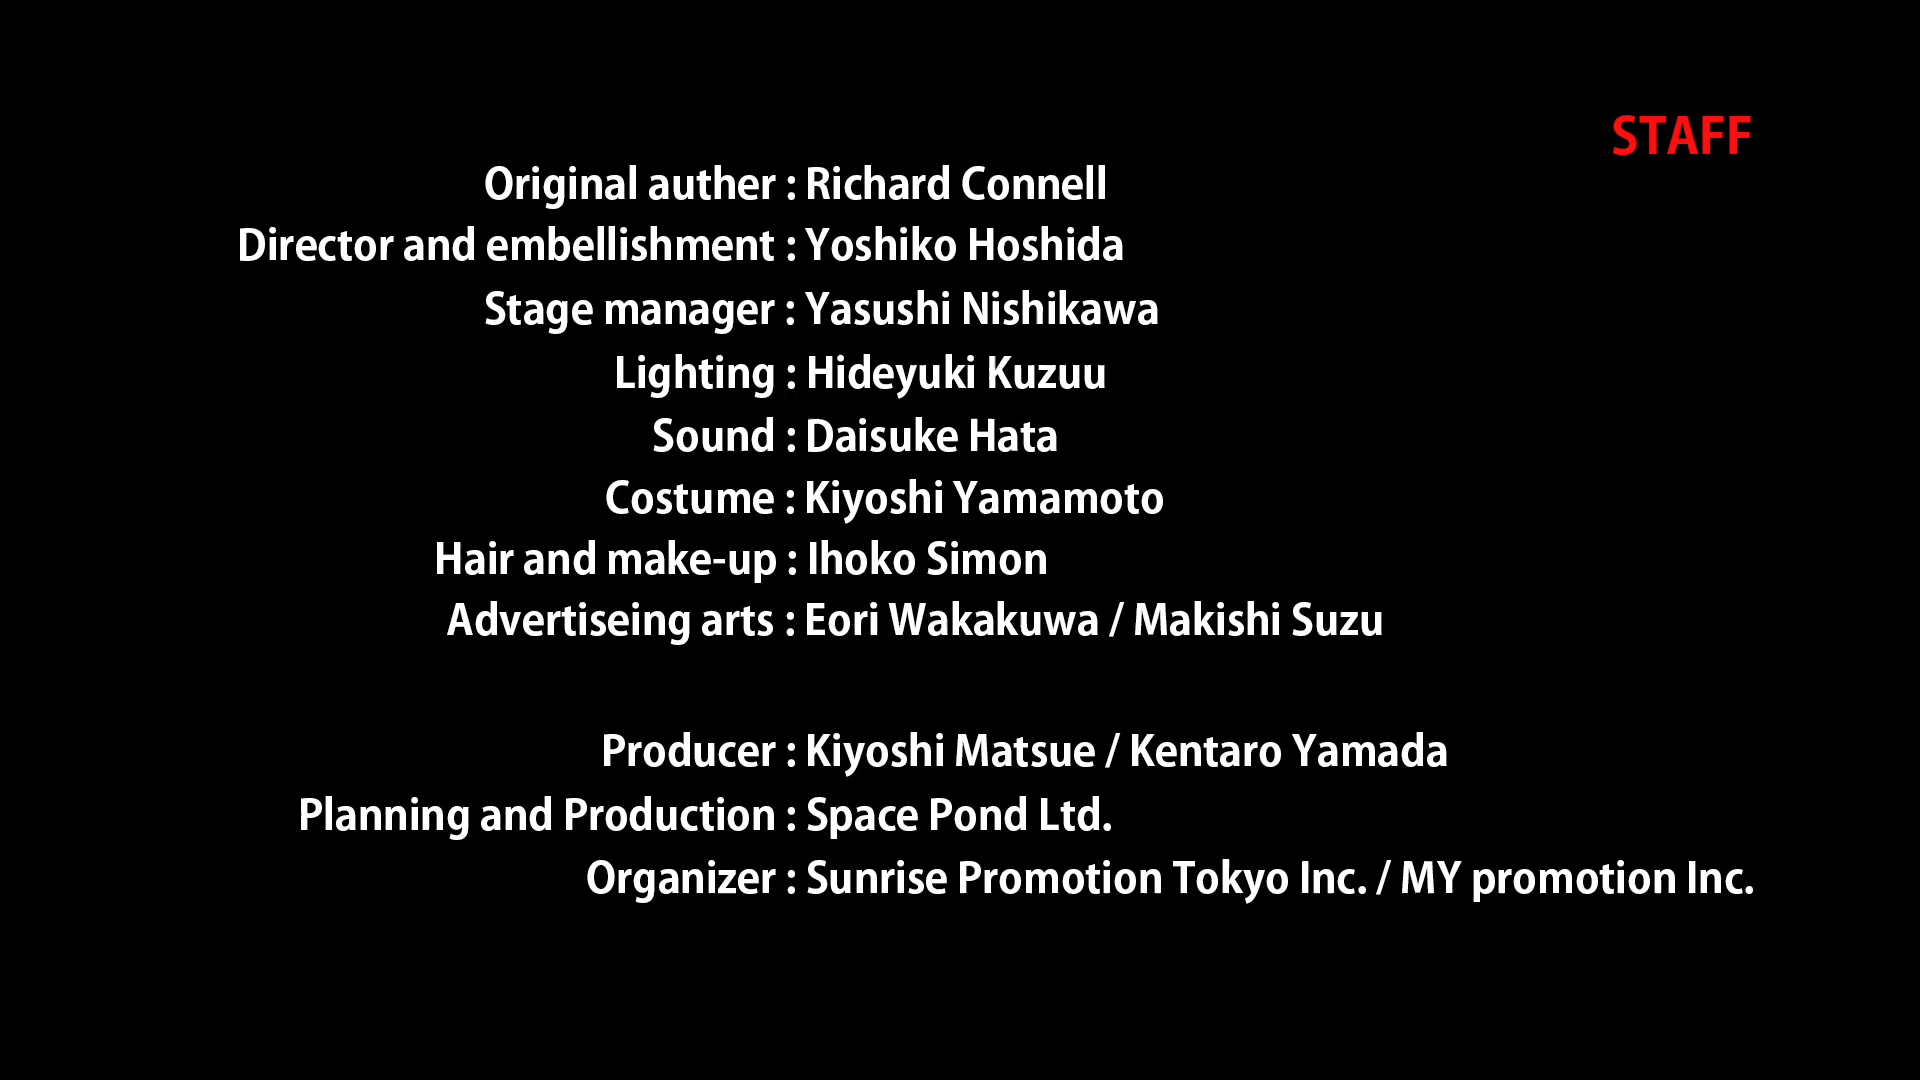 STAFF
Original auther : Richard Connell
Director and embellishment : Yoshiko Hoshida
Stage manager : Yasushi Nishikawa
Lighting : Hideyuki Kuzuu
Sound : Daisuke Hata
Costume : Kiyoshi Yamamoto
Hair and make-up : Ihoko Simon
Advertiseing arts : Eori Wakakuwa / Makishi Suzu
Producer : Kiyoshi Matsue / Kentaro Yamada
Planning and Production : Space Pond Ltd.
Organizer : Sunrise Promotion Tokyo Inc. / MY promotion Inc.